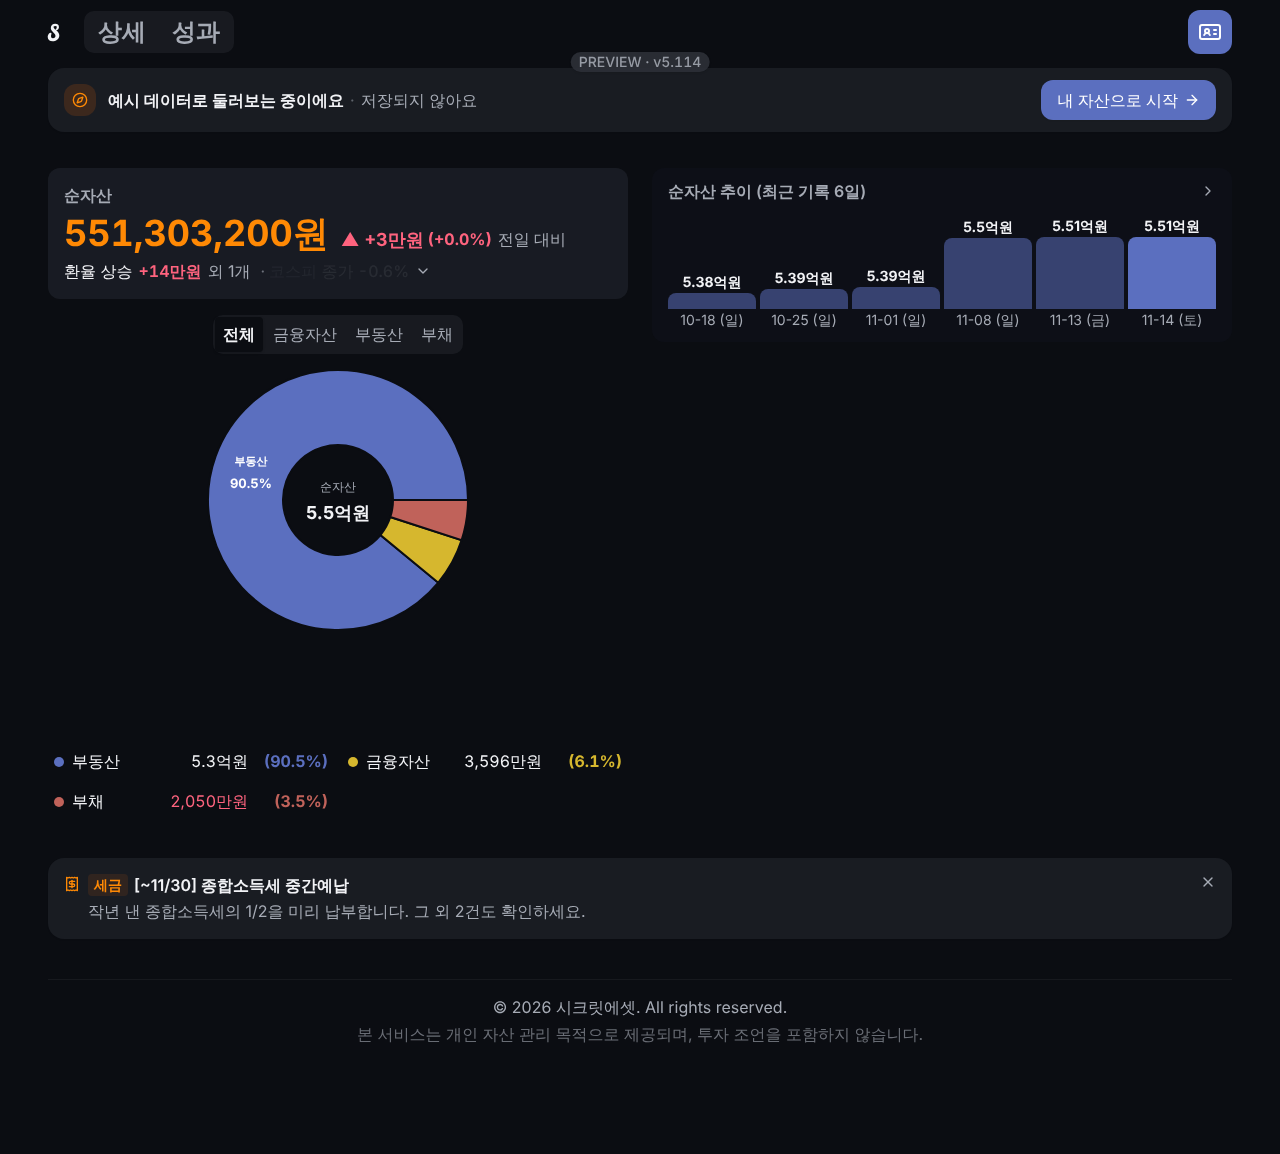 S
상세 성과
PREVIEW · v5.114
예시 데이터로 둘러보는 중이에요 · 저장되지 않아요
내 자산으로 시작 →
순자산
551,303,200원 ▲ +3만원 (+0.0%) 전일 대비
환율 상승 +14만원 외 1개 · 코스피 종가 -0.6%
전체 금융자산 부동산 부채
부동산
90.5%
순자산
5.5억원
부동산 5.3억원 (90.5%) 금융자산 3,596만원 (6.1%)
부채 2,050만원 (3.5%)
순자산 추이 (최근 기록 6일)
5.38억원 5.39억원 5.39억원 5.5억원 5.51억원 5.51억원
10-18 (일) 10-25 (일) 11-01 (일) 11-08 (일) 11-13 (금) 11-14 (토)
세금 [~11/30] 종합소득세 중간예납
작년 낸 종합소득세의 1/2을 미리 납부합니다. 그 외 2건도 확인하세요.
© 2026 시크릿에셋. All rights reserved.
본 서비스는 개인 자산 관리 목적으로 제공되며, 투자 조언을 포함하지 않습니다.